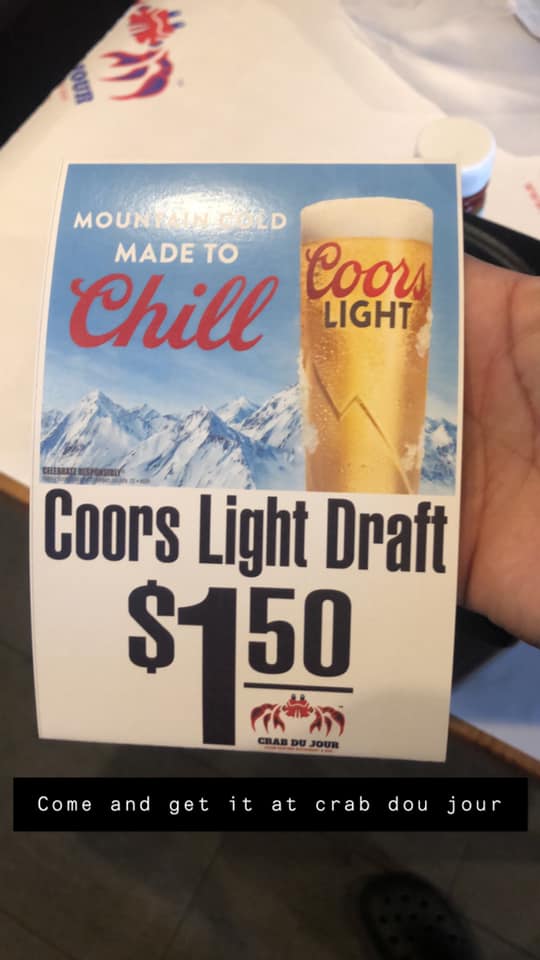 JOUR
MOUNTAIN COLD
MADE TO
Chill
Coors
LIGHT
CELEBRATE RESPONSIBLY
Coors Light Draft
$1.50
CRAB DU JOUR
Come and get it at crab dou jour